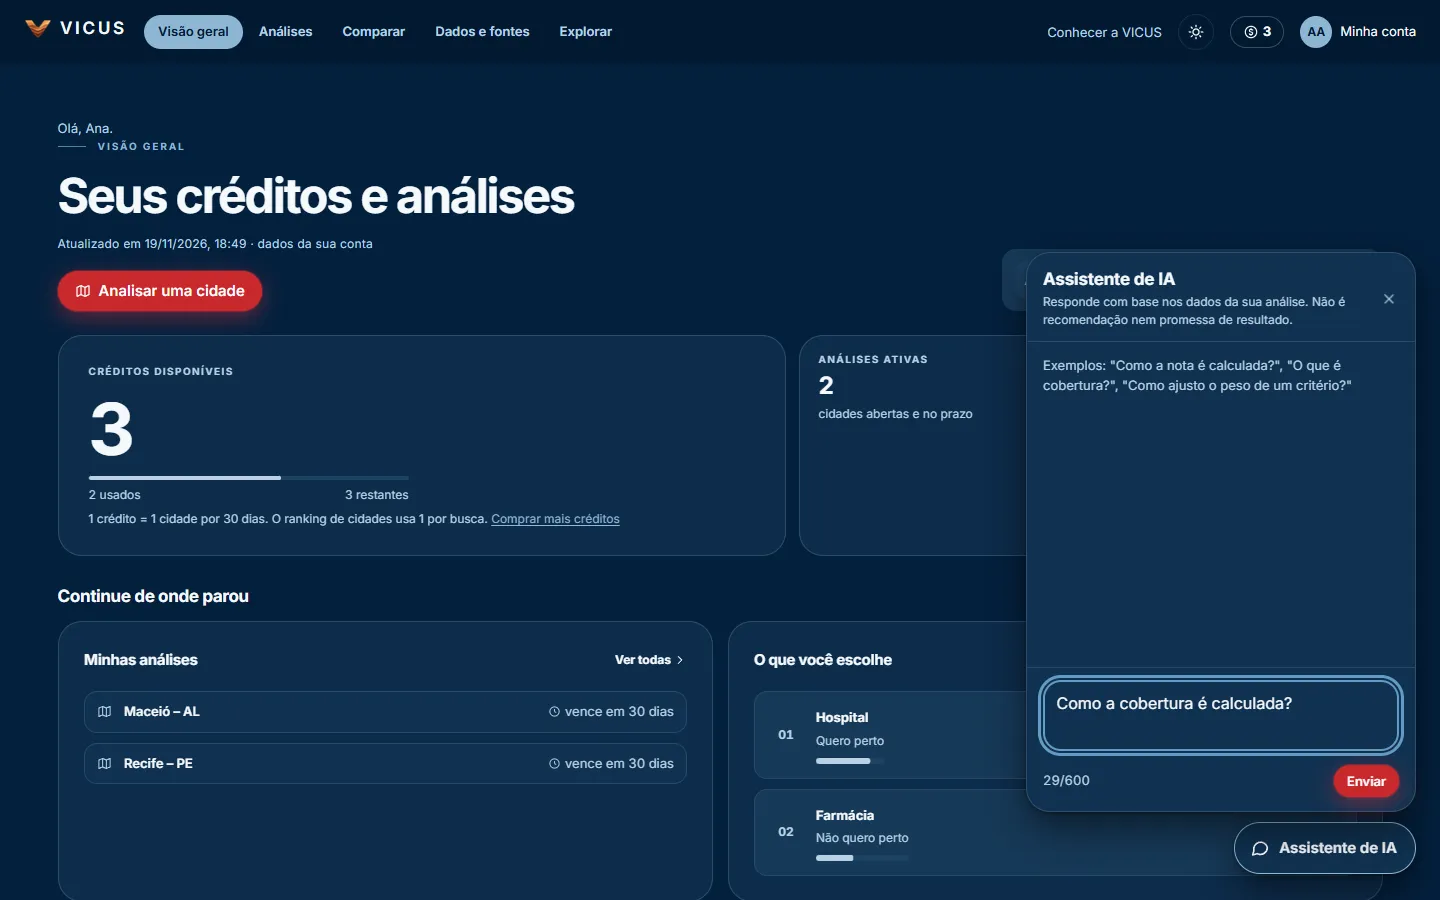 VICUS
Visão geral
Análises
Comparar
Dados e fontes
Explorar
Conhecer a VICUS
3
AA
Minha conta
Olá, Ana.
VISÃO GERAL
Seus créditos e análises
Atualizado em 19/11/2026, 18:49 · dados da sua conta
Analisar uma cidade
CRÉDITOS DISPONÍVEIS
3
2 usados
3 restantes
1 crédito = 1 cidade por 30 dias. O ranking de cidades usa 1 por busca. Comprar mais créditos
ANÁLISES ATIVAS
2
cidades abertas e no prazo
Continue de onde parou
Minhas análises
Ver todas
Maceió – AL
vence em 30 dias
Recife – PE
vence em 30 dias
O que você escolhe
01
Hospital
Quero perto
02
Farmácia
Não quero perto
Assistente de IA
Responde com base nos dados da sua análise. Não é
recomendação nem promessa de resultado.
Exemplos: "Como a nota é calculada?", "O que é
cobertura?", "Como ajusto o peso de um critério?"
Como a cobertura é calculada?
29/600
Enviar
Assistente de IA